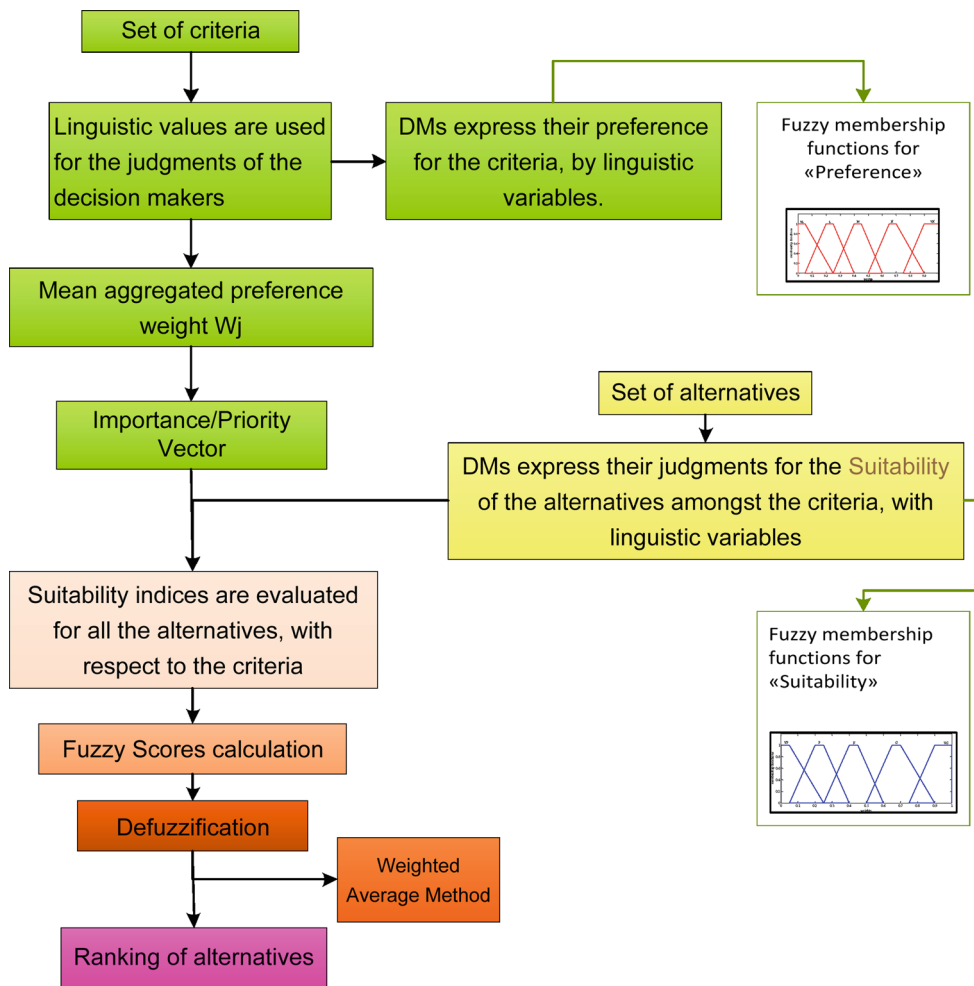 Set of criteria
Linguistic values are used
for the judgments of the
decision makers
DMs express their preference
for the criteria, by linguistic
variables.
Fuzzy membership
functions for
«Preference»
Mean aggregated preference
weight Wj
Importance/Priority
Vector
Set of alternatives
DMs express their judgments for the Suitability
of the alternatives amongst the criteria, with
linguistic variables
Suitability indices are evaluated
for all the alternatives, with
respect to the criteria
Fuzzy membership
functions for
«Suitability»
Fuzzy Scores calculation
Defuzzification
Weighted
Average Method
Ranking of alternatives